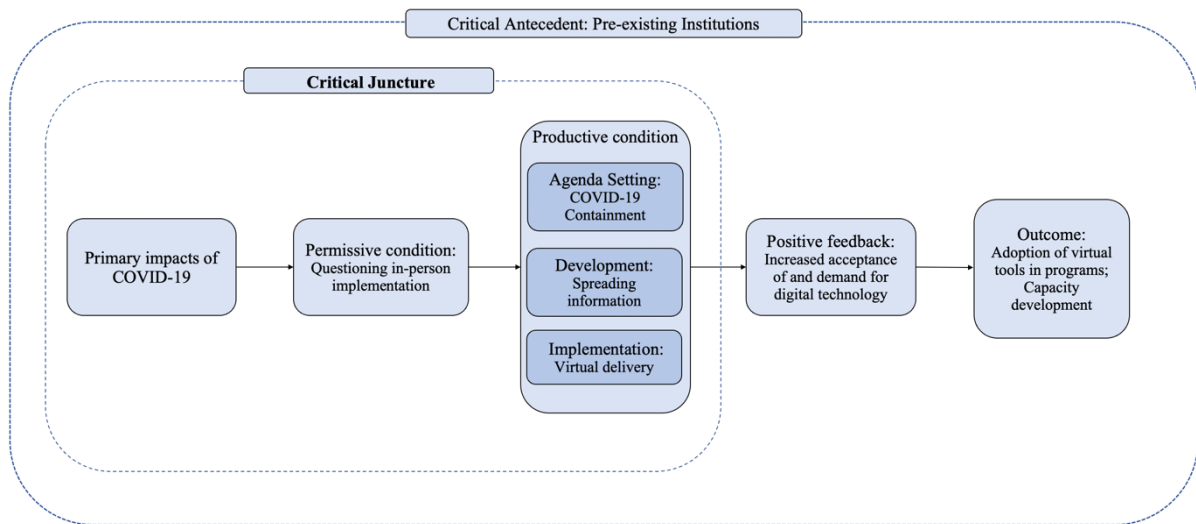 Critical Antecedent: Pre-existing Institutions
Critical Juncture
Primary impacts of
COVID-19
Permissive condition:
Questioning in-person
implementation
Productive condition
Agenda Setting:
COVID-19
Containment
Development:
Spreading
information
Implementation:
Virtual delivery
Positive feedback:
Increased acceptance
of and demand for
digital technology
Outcome:
Adoption of virtual
tools in programs;
Capacity
development